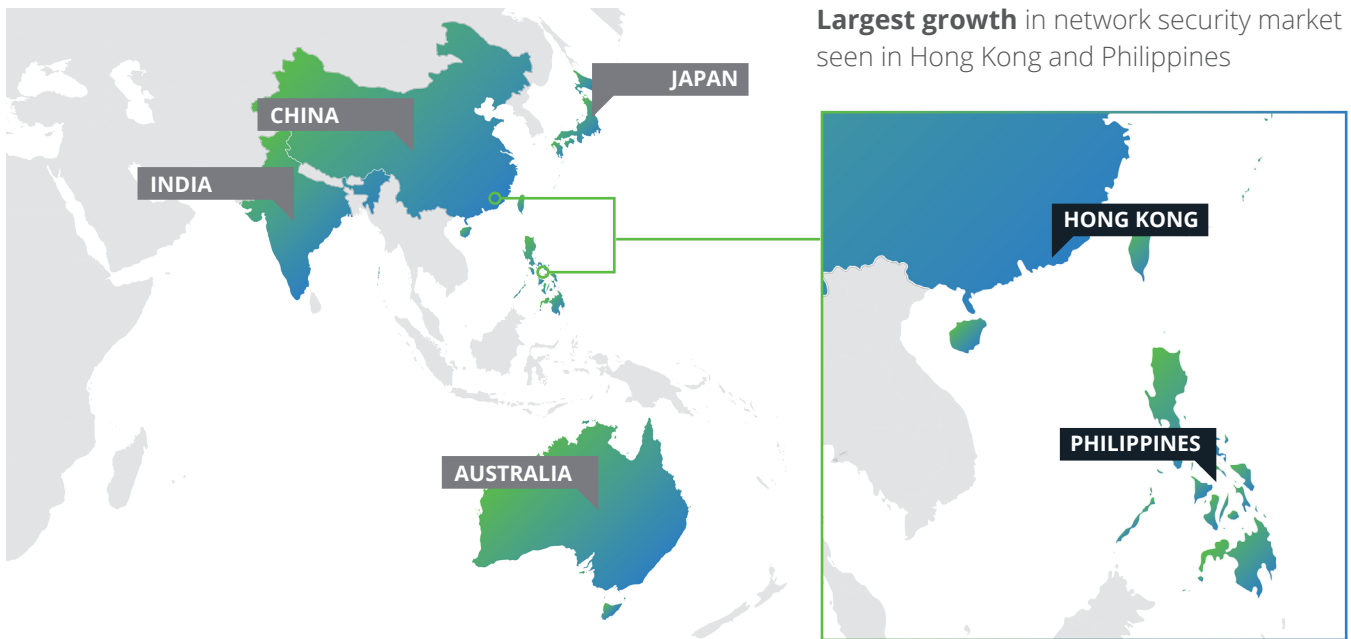 Largest growth in network security market
seen in Hong Kong and Philippines
JAPAN
CHINA
INDIA
HONG KONG
PHILIPPINES
AUSTRALIA